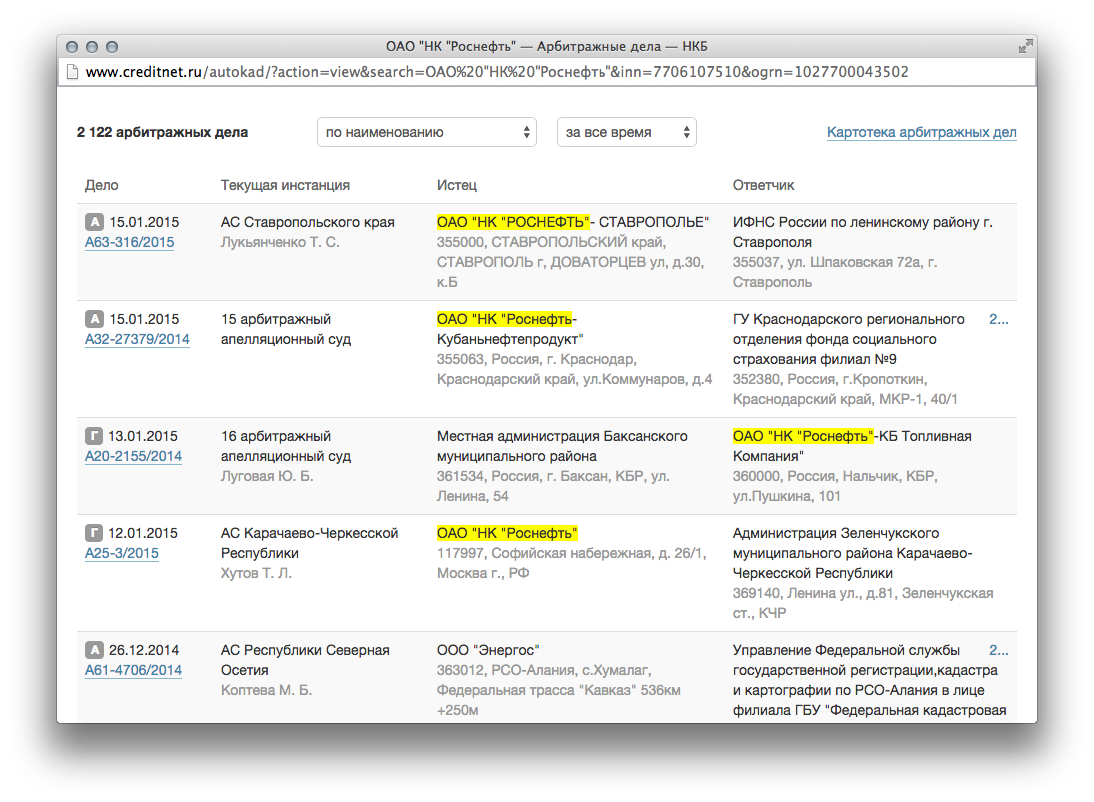 ОАО "НК "Роснефть" — Арбитражные дела — НКБ
www.creditnet.ru/autokad/?action=view&search=ОАО%20"НК%20"Роснефть"&inn=7706107510&ogrn=1027700043502
2 122 арбитражных дела
по наименованию
за все время
Картотека арбитражных дел
Дело
Текущая инстанция
Истец
Ответчик
А 15.01.2015
А63-316/2015
АС Ставропольского края
Лукьянченко Т. С.
ОАО "НК "РОСНЕФТЬ"- СТАВРОПОЛЬЕ"
355000, СТАВРОПОЛЬСКИЙ край,
СТАВРОПОЛЬ г, ДОВАТОРЦЕВ ул, д.30,
к.Б
ИФНС России по ленинскому району г.
Ставрополя
355037, ул. Шпаковская 72а, г.
Ставрополь
А 15.01.2015
А32-27379/2014
15 арбитражный
апелляционный суд
ОАО "НК "Роснефть-
Кубаньнефтепродукт"
355063, Россия, г. Краснодар,
Краснодарский край, ул.Коммунаров, д.4
ГУ Краснодарского регионального
отделения фонда социального
страхования филиал №9
352380, Россия, г.Кропоткин,
Краснодарский край, МКР-1, 40/1
2...
Г 13.01.2015
А20-2155/2014
16 арбитражный
апелляционный суд
Луговая Ю. Б.
Местная администрация Баксанского
муниципального района
361534, Россия, г. Баксан, КБР, ул.
Ленина, 54
ОАО "НК "Роснефть"-КБ Топливная
Компания"
360000, Россия, Нальчик, КБР,
ул.Пушкина, 101
Г 12.01.2015
А25-3/2015
АС Карачаево-Черкесской
Республики
Хутов Т. Л.
ОАО "НК "Роснефть"
117997, Софийская набережная, д. 26/1,
Москва г., РФ
Администрация Зеленчукского
муниципального района Карачаево-
Черкесской Республики
369140, Ленина ул., д.81, Зеленчукская
ст., КЧР
А 26.12.2014
А61-4706/2014
АС Республики Северная
Осетия
Коптева М. Б.
ООО "Энергос"
363012, РСО-Алания, с.Хумалаг,
Федеральная трасса "Кавказ" 536км
+250м
Управление Федеральной службы
государственной регистрации,кадастра
и картографии по РСО-Алания в лице
филиала ГБУ "Федеральная кадастровая
2...